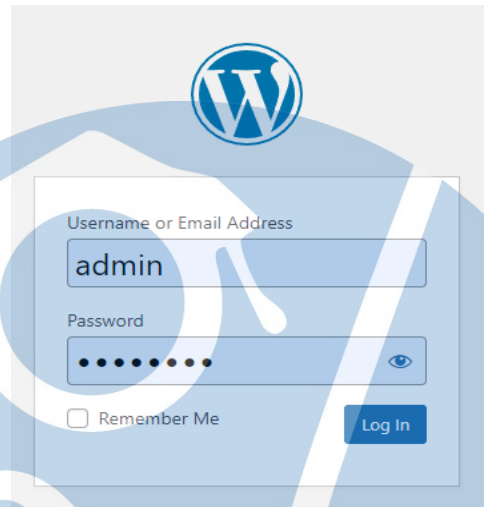 Username or Email Address
admin
Password
••••••••
Remember Me
Log In